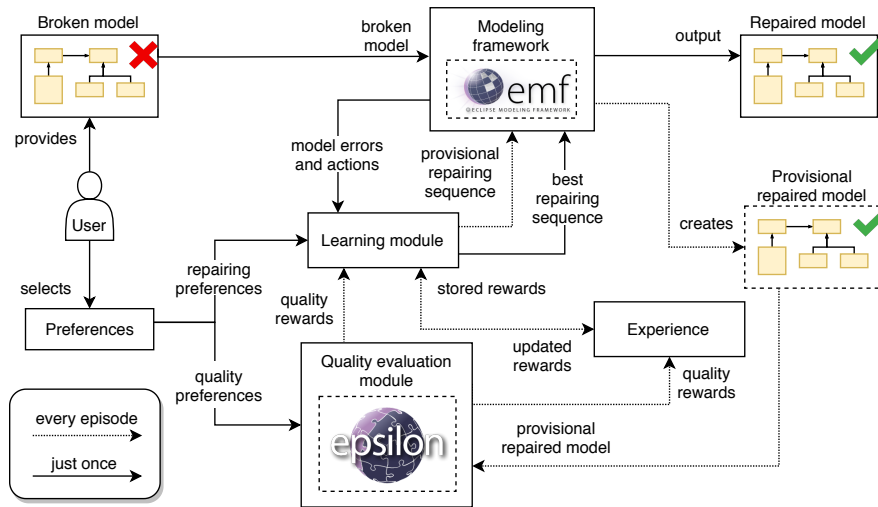 Broken model
broken
model
Modeling
framework
emf
@ECLIPSE MODELING FRAMEWORK
output
Repaired model
provides
model errors
and actions
provisional
repairing
sequence
best
repairing
sequence
Provisional
repaired model
creates
User
Learning module
selects
repairing
preferences
quality
rewards
stored rewards
Preferences
Experience
updated
rewards
quality
rewards
quality
preferences
Quality evaluation
module
epsilon
provisional
repaired model
every episode
just once